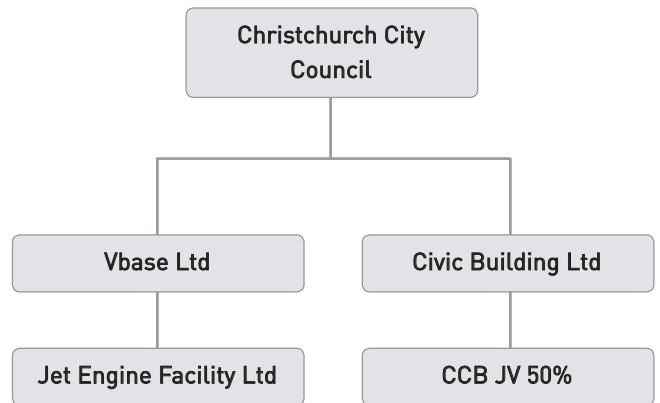 Christchurch City
Council
Vbase Ltd
Civic Building Ltd
Jet Engine Facility Ltd
CCB JV 50%